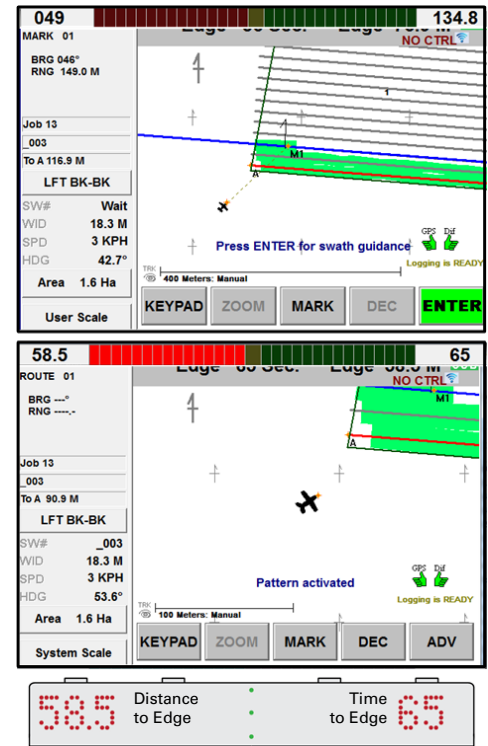 049 134.8
MARK 01
NO CTRL
BRG 046°
RNG 149.0 M
1
Job 13
_003
To A 116.9 M
M1
A
LFT BK-BK
SW# Wait
WID 18.3 M
SPD 3 KPH
HDG 42.7°
GPS Dif
Press ENTER for swath guidance
Logging is READY
TRK
400 Meters: Manual
Area 1.6 Ha
User Scale
KEYPAD ZOOM MARK DEC ENTER
58.5 65
Edge 65 Sec. Edge 58.5 M
ROUTE 01
NO CTRL
BRG ---°
RNG ----.-
M1
A
Job 13
_003
To A 90.9 M
LFT BK-BK
SW# _003
WID 18.3 M
SPD 3 KPH
HDG 53.6°
GPS Dif
Pattern activated
Logging is READY
TRK
100 Meters: Manual
Area 1.6 Ha
System Scale
KEYPAD ZOOM MARK DEC ADV
58.5 Distance to Edge
Time to Edge 65